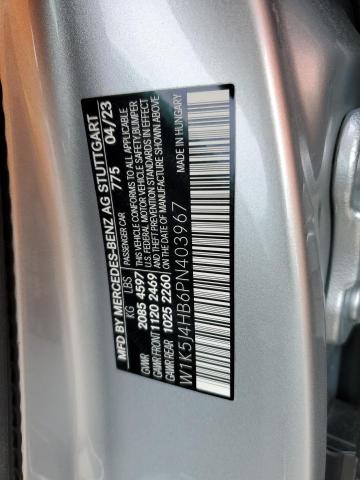 MFD BY MERCEDES-BENZ AG STUTTGART
775 04/23
KG LBS PASSENGER CAR
GVWR 2085 4597 THIS VEHICLE CONFORMS TO ALL APPLICABLE
GAWR FRONT 1120 2469 U.S. FEDERAL MOTOR VEHICLE SAFETY, BUMPER
GAWR REAR 1025 2260 AND THEFT PREVENTION STANDARDS IN EFFECT ON THE
DATE OF MANUFACTURE SHOWN ABOVE
MADE IN HUNGARY
W1K5J4HB6PN403967